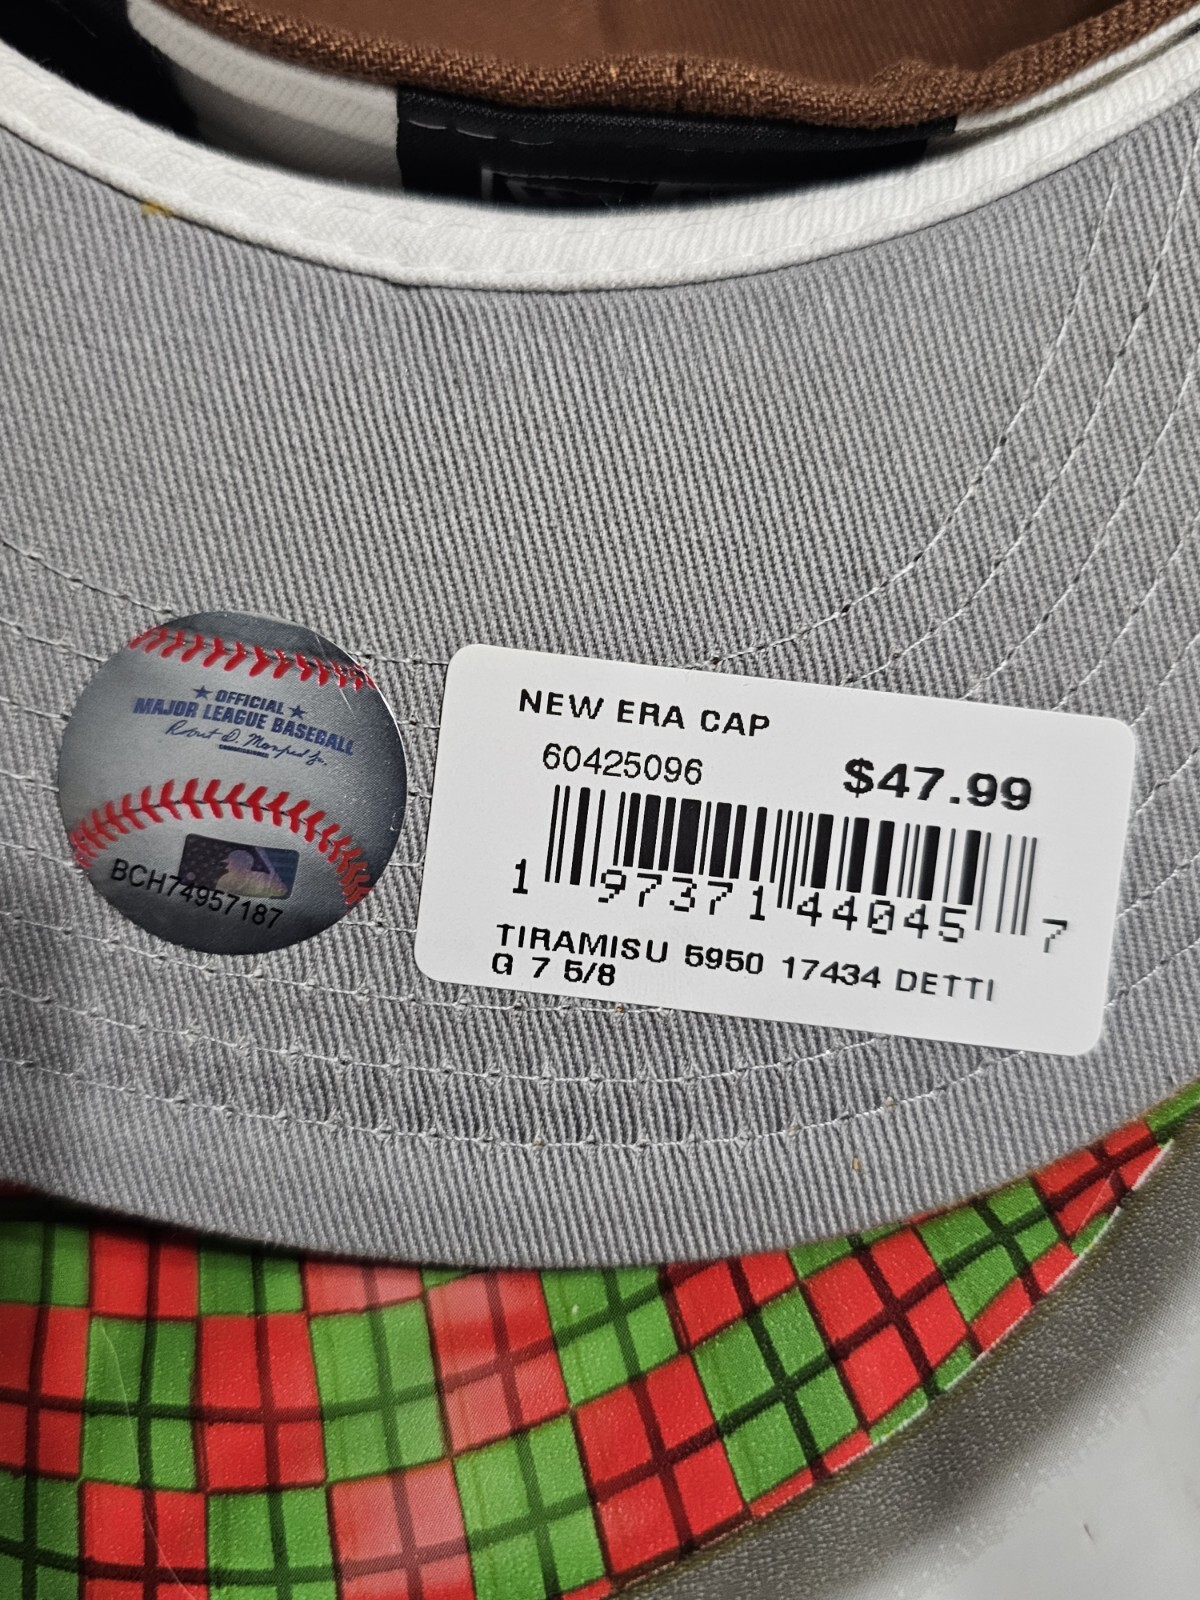 OFFICIAL
MAJOR LEAGUE BASEBALL
BCH74957187
NEW ERA CAP
60425096
$47.99
1 97371 44045 7
TIRAMISU 5950 17434 DETTI
G 7 5/8